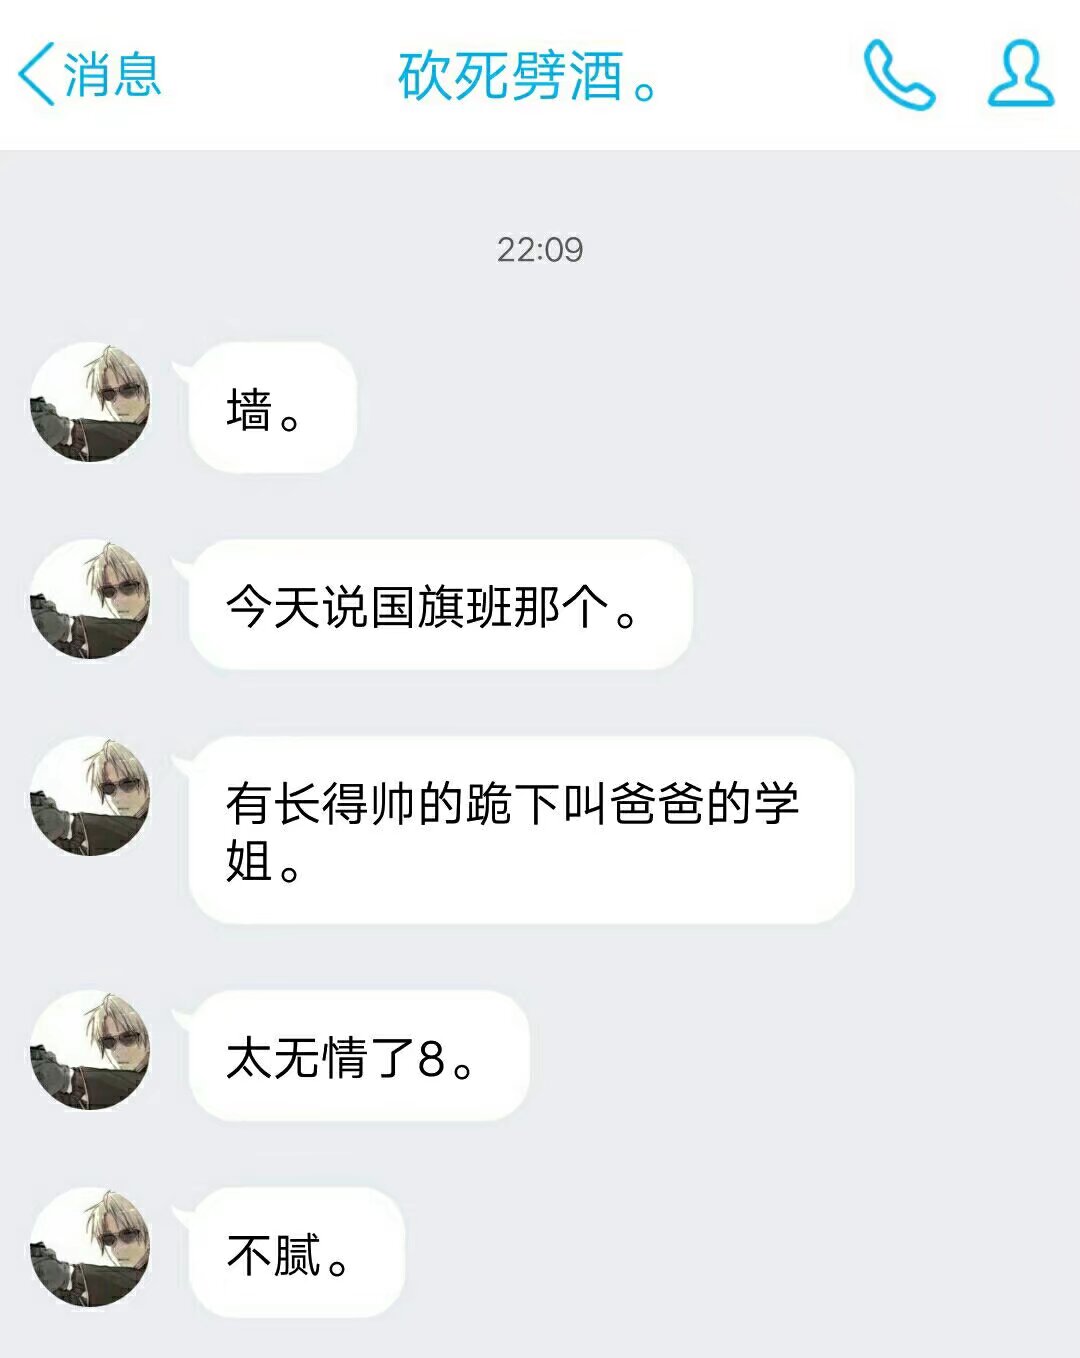 消息
砍死劈酒。
22:09
墙。
今天说国旗班那个。
有长得帅的跪下叫爸爸的学
姐。
太无情了8。
不腻。